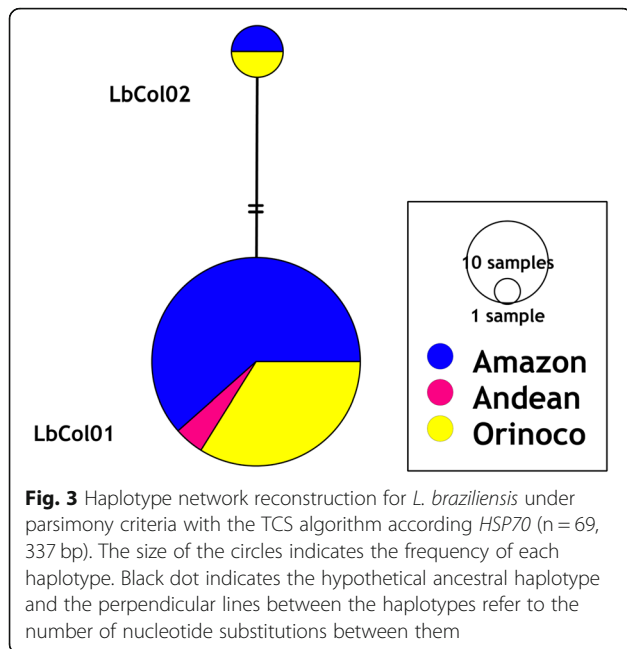 LbCol02
LbCol01
10 samples
1 sample
Amazon
Andean
Orinoco
Fig. 3 Haplotype network reconstruction for L. braziliensis under
parsimony criteria with the TCS algorithm according HSP70 (n = 69,
337 bp). The size of the circles indicates the frequency of each
haplotype. Black dot indicates the hypothetical ancestral haplotype
and the perpendicular lines between the haplotypes refer to the
number of nucleotide substitutions between them